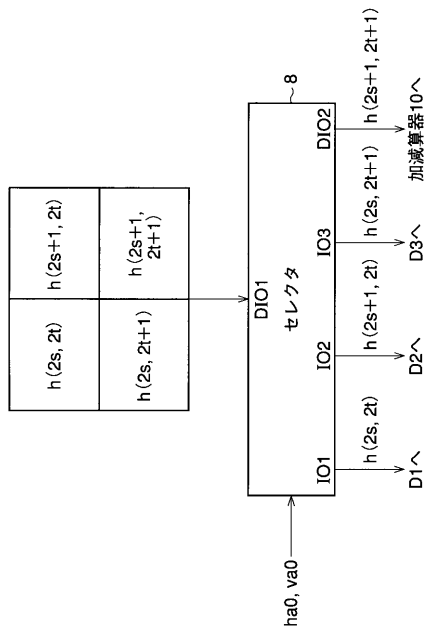 h(2s, 2t)
h(2s+1, 2t)
h(2s, 2t+1)
h(2s+1,
2t+1)
ha0, va0
DIO1
セレクタ
8
IO1
IO2
IO3
DIO2
h(2s, 2t)
h(2s+1, 2t)
h(2s, 2t+1)
h(2s+1, 2t+1)
D1へ
D2へ
D3へ
加減算器10へ